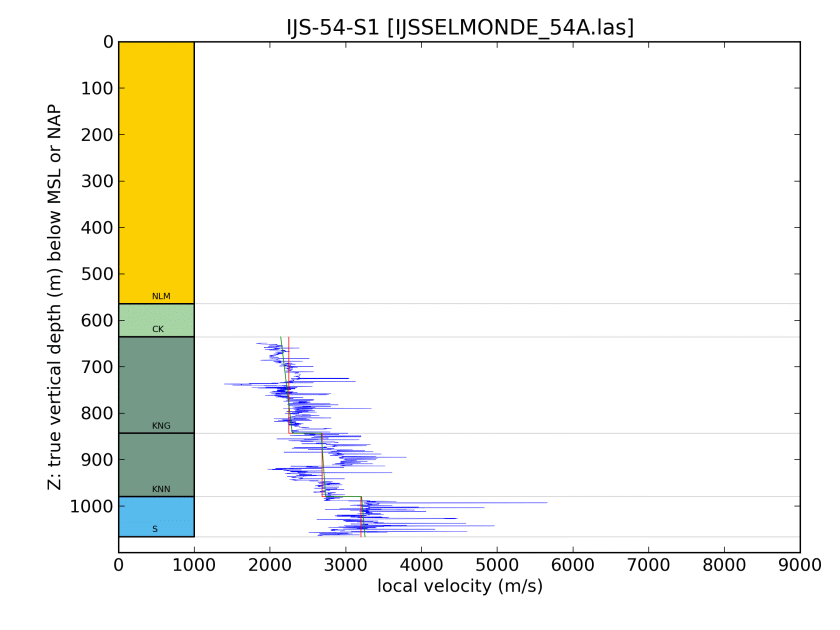 IJS-54-S1 [IJSSELMONDE_54A.las]
Z: true vertical depth (m) below MSL or NAP
0
100
200
300
400
500
600
700
800
900
1000
NLM
CK
KNG
KNN
S
0 1000 2000 3000 4000 5000 6000 7000 8000 9000
local velocity (m/s)